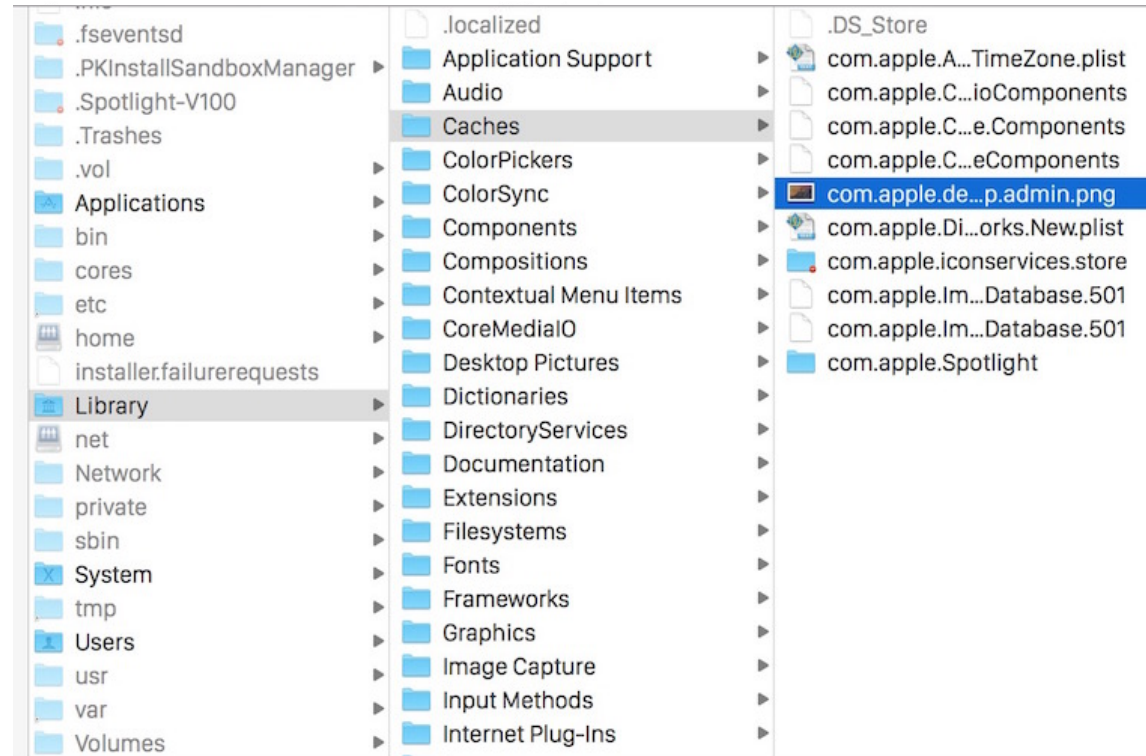 .fseventsd
.PKInstallSandboxManager
.Spotlight-V100
.Trashes
.vol
Applications
bin
cores
etc
home
installer.failurerequests
Library
net
Network
private
sbin
System
tmp
Users
usr
var
Volumes
.localized
Application Support
Audio
Caches
ColorPickers
ColorSync
Components
Compositions
Contextual Menu Items
CoreMediaIO
Desktop Pictures
Dictionaries
DirectoryServices
Documentation
Extensions
Filesystems
Fonts
Frameworks
Graphics
Image Capture
Input Methods
Internet Plug-Ins
.DS_Store
com.apple.A...TimeZone.plist
com.apple.C...ioComponents
com.apple.C...e.Components
com.apple.C...eComponents
com.apple.de...p.admin.png
com.apple.Di...orks.New.plist
com.apple.iconservices.store
com.apple.Im...Database.501
com.apple.Im...Database.501
com.apple.Spotlight